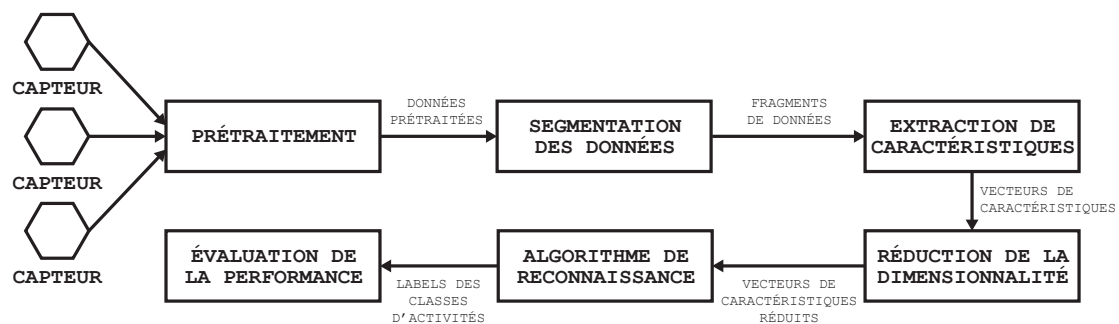 CAPTEUR
CAPTEUR
CAPTEUR
PRÉTRAITEMENT
DONNÉES
PRÉTRAITÉES
SEGMENTATION
DES DONNÉES
FRAGMENTS
DE DONNÉES
EXTRACTION DE
CARACTÉRISTIQUES
VECTEURS DE
CARACTÉRISTIQUES
RÉDUCTION DE LA
DIMENSIONNALITÉ
VECTEURS DE
CARACTÉRISTIQUES
RÉDUITS
ALGORITHME DE
RECONNAISSANCE
LABELS DES
CLASSES
D'ACTIVITÉS
ÉVALUATION DE
LA PERFORMANCE